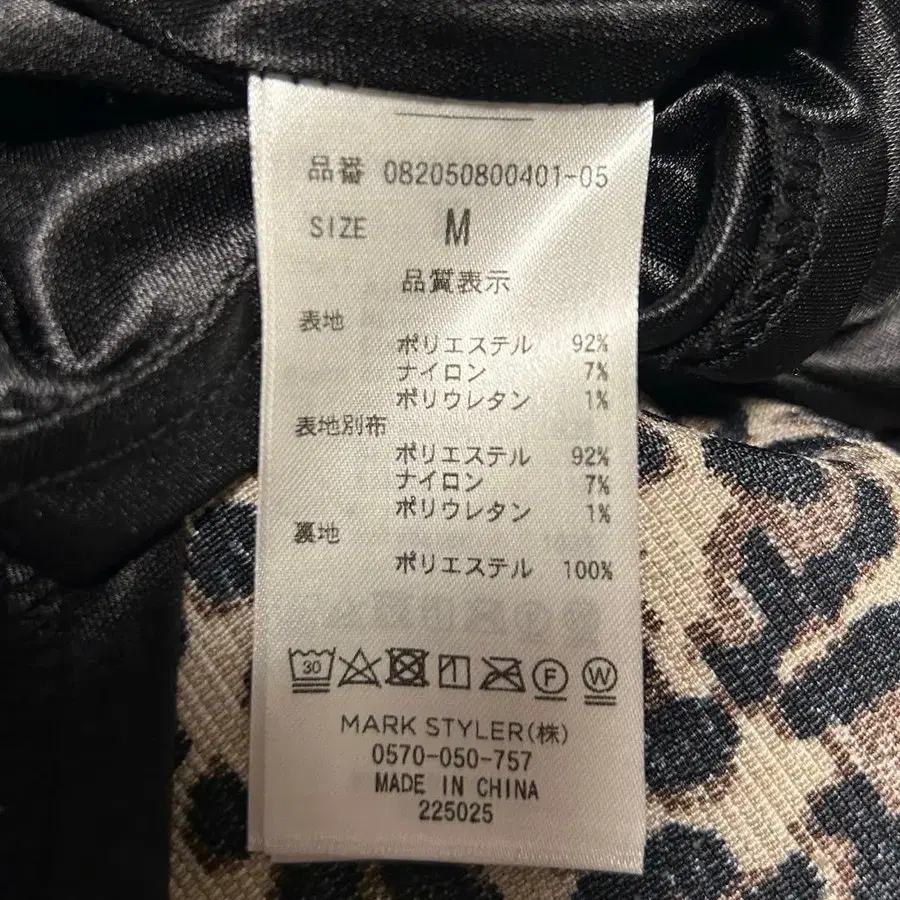 品番 082050800401-05
SIZE M
品質表示
表地
ポリエステル 92%
ナイロン 7%
ポリウレタン 1%
表地別布
ポリエステル 92%
ナイロン 7%
ポリウレタン 1%
裏地
ポリエステル 100%
30 F W
MARK STYLER(株)
0570-050-757
MADE IN CHINA
225025